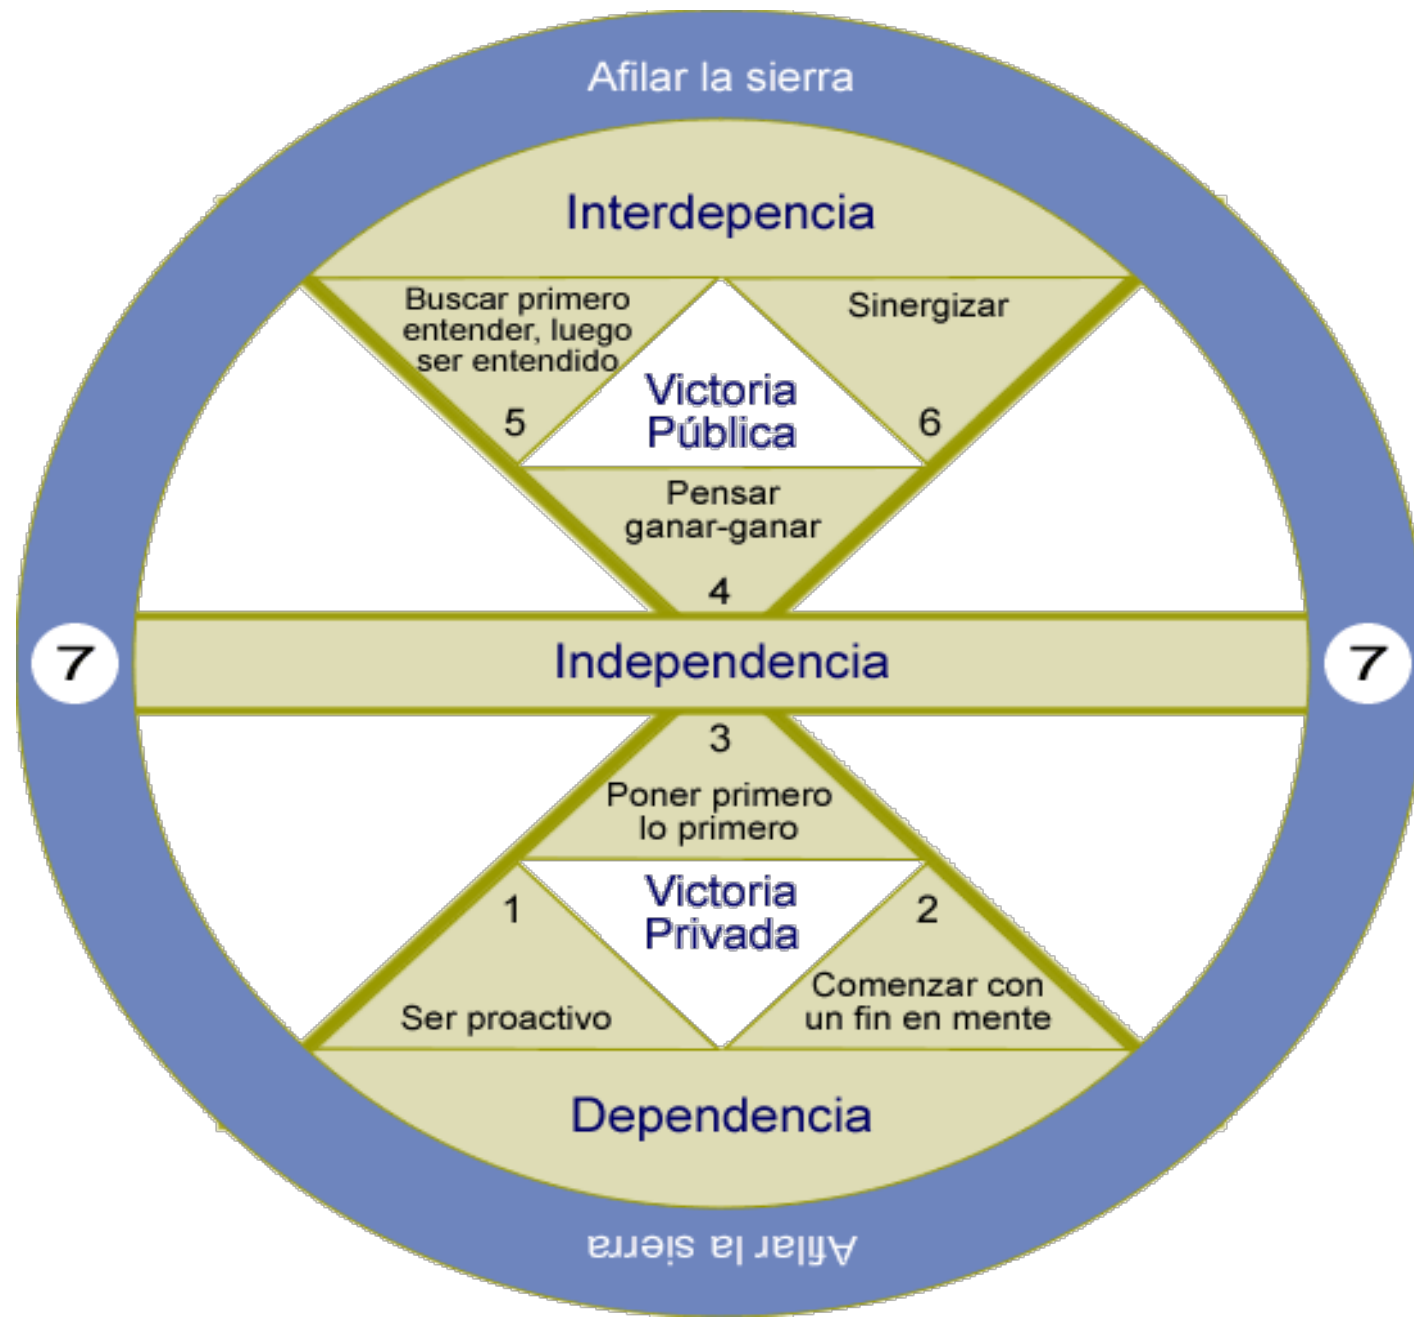 Afilar la sierra
Interdepencia
Buscar primero
entender, luego
ser entendido
5
Sinergizar
6
Victoria
Pública
Pensar
ganar-ganar
4
7
Independencia
7
3
Poner primero
lo primero
1
Ser proactivo
Victoria
Privada
2
Comenzar con
un fin en mente
Dependencia
Afilar la sierra